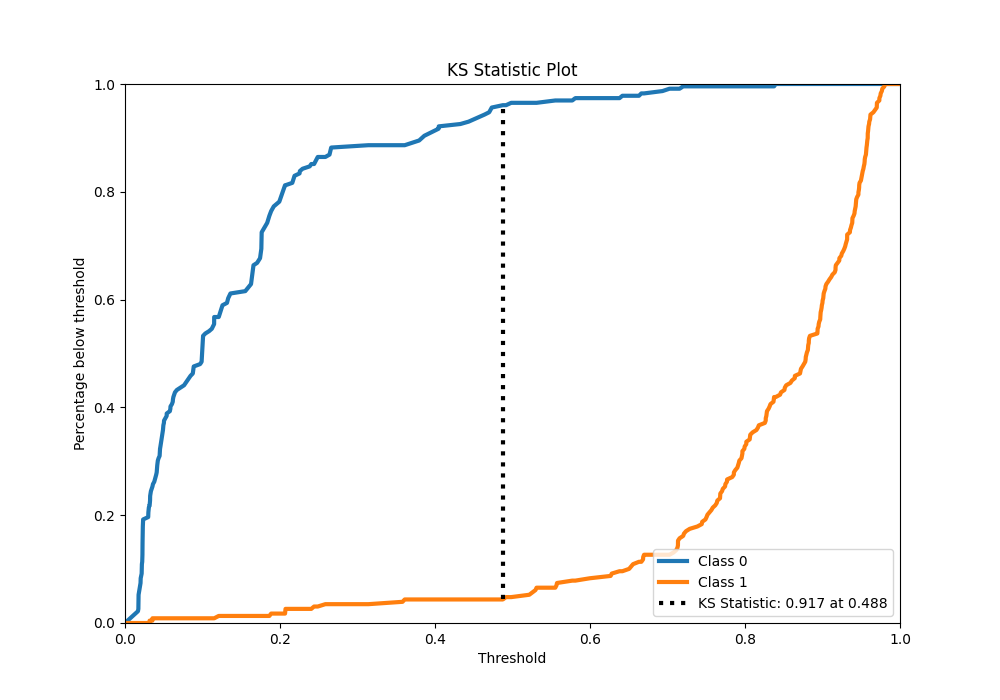 KS Statistic Plot
1.0
0.8
0.6
0.4
0.2
0.0
Percentage below threshold
0.0 0.2 0.4 0.6 0.8 1.0
Threshold
Class 0
Class 1
KS Statistic: 0.917 at 0.488